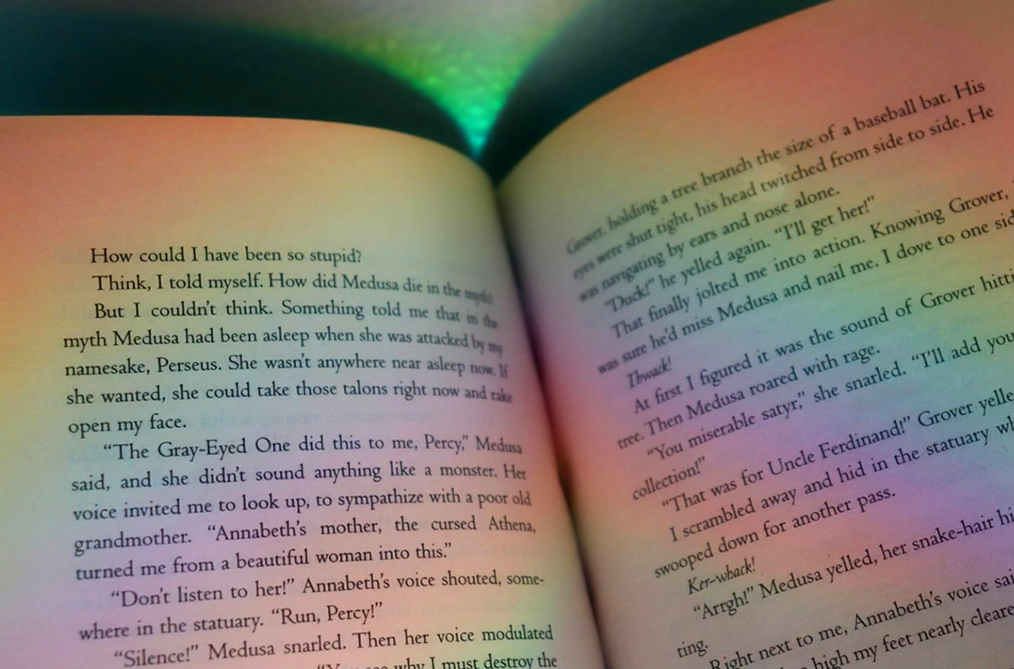 How could I have been so stupid?
Think, I told myself. How did Medusa die in the myth?
But I couldn't think. Something told me that in the
myth Medusa had been asleep when she was attacked by my
namesake, Perseus. She wasn't anywhere near asleep now. If
she wanted, she could take those talons right now and take
open my face.
“The Gray-Eyed One did this to me, Percy,” Medusa
said, and she didn't sound anything like a monster. Her
voice invited me to look up, to sympathize with a poor old
grandmother. “Annabeth's mother, the cursed Athena,
turned me from a beautiful woman into this.”
“Don't listen to her!” Annabeth's voice shouted, some-
where in the statuary. “Run, Percy!”
“Silence!” Medusa snarled. Then her voice modulated
why I must destroy the
Grover, holding a tree branch the size of a baseball bat. His
eyes were shut tight, his head twitched from side to side. He
was navigating by ears and nose alone.
“Duck!” he yelled again. “I'll get her!”
That finally jolted me into action. Knowing Grover,
was sure he'd miss Medusa and nail me. I dove to one
Thwack!
At first I figured it was the sound of Grover
tree. Then Medusa roared with rage.
“You miserable satyr,” she snarled. “I'll add
collection!”
“That was for Uncle Ferdinand!” Grover
I scrambled away and hid in the statuary
swooped down for another pass.
Ker-whack!
“Arrgh!” Medusa yelled, her snake-hair
ting.
Right next to me, Annabeth's voice
high my feet nearly